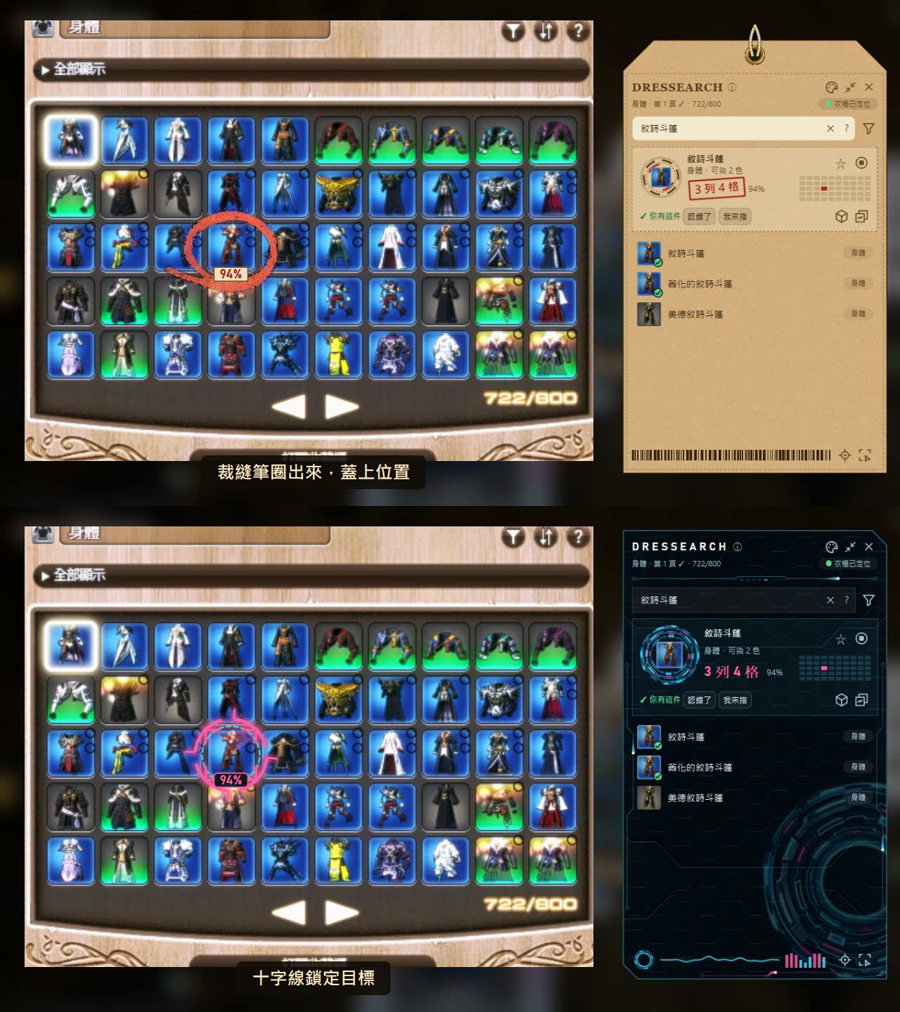 身體
?
全部顯示
94%
722/800
裁縫筆圈出來，蓋上位置
DRESSEARCH
身體 · 第 1 頁 ✓ · 722/800
衣櫃已定位
敘詩斗篷
?
敘詩斗篷
身體 · 可染 2 色
3 列 4 格
94%
✓ 你有這件
認錯了
我來指
敘詩斗篷
身體
舊化的敘詩斗篷
身體
美德敘詩斗篷
身體
身體
?
全部顯示
94%
722/800
十字線鎖定目標
DRESSEARCH
身體 · 第 1 頁 ✓ · 722/800
衣櫃已定位
敘詩斗篷
?
敘詩斗篷
身體 · 可染 2 色
3 列 4 格
94%
✓ 你有這件
認錯了
我來指
敘詩斗篷
身體
舊化的敘詩斗篷
身體
美德敘詩斗篷
身體